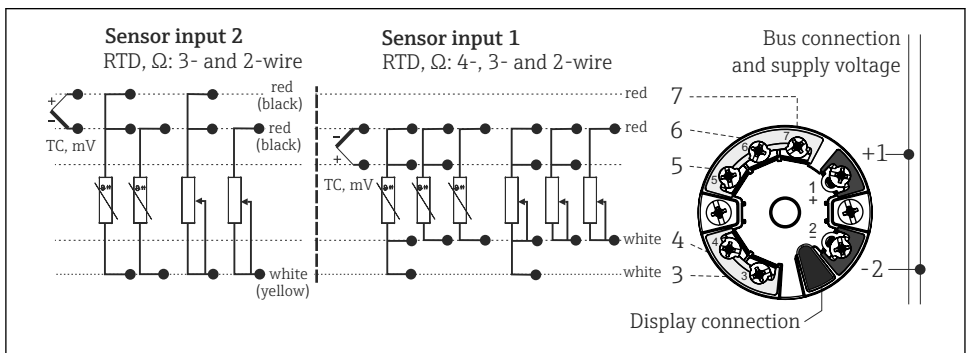 Sensor input 2
RTD, Ω: 3- and 2-wire
Sensor input 1
RTD, Ω: 4-, 3- and 2-wire
Bus connection
and supply voltage
red
(black)
red
(black)
+
-
TC, mV
ϑ
ϑ
white
(yellow)
red
red
-
+
TC, mV
ϑ
ϑ
ϑ
white
white
7
6
5
4
3
7
6
5
4
3
1
+
2
-
+1
-2
Display connection